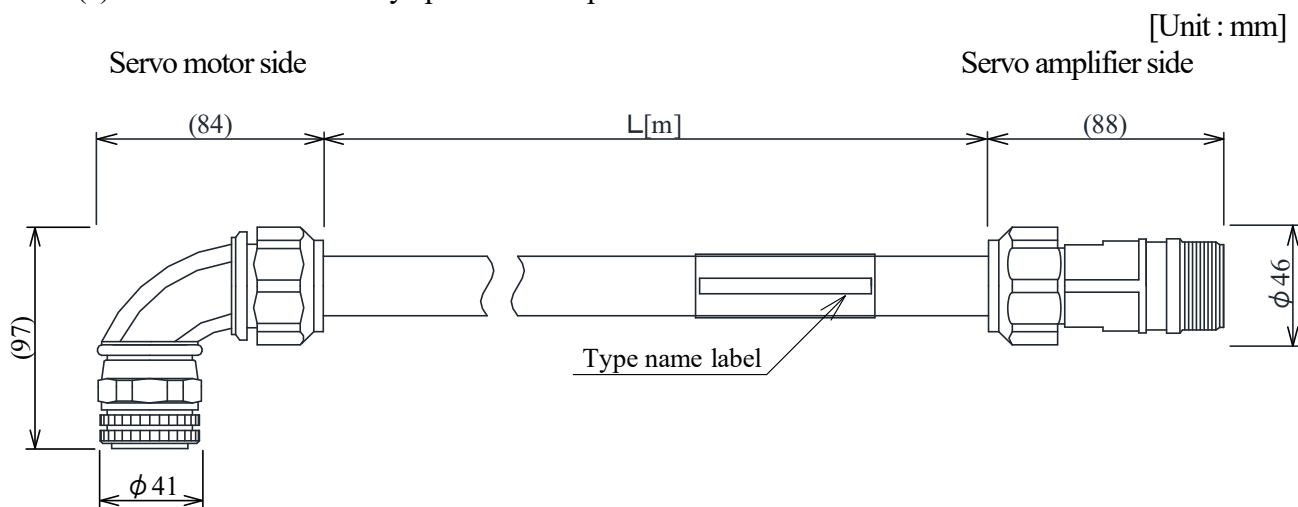 [Unit : mm]
Servo motor side
Servo amplifier side
(84)
L[m]
(88)
(97)
φ46
Type name label
φ41